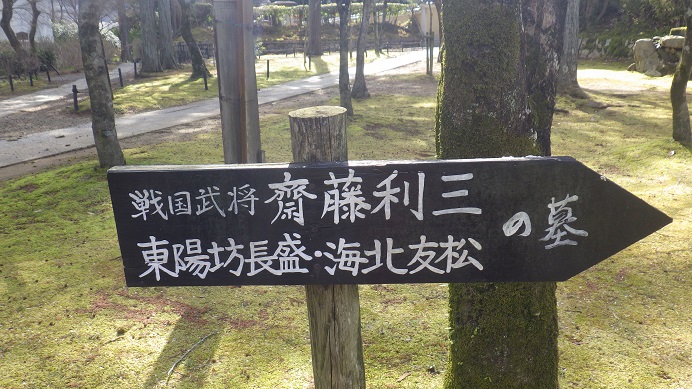 戦国武将 齋藤利三
東陽坊長盛・海北友松
の墓